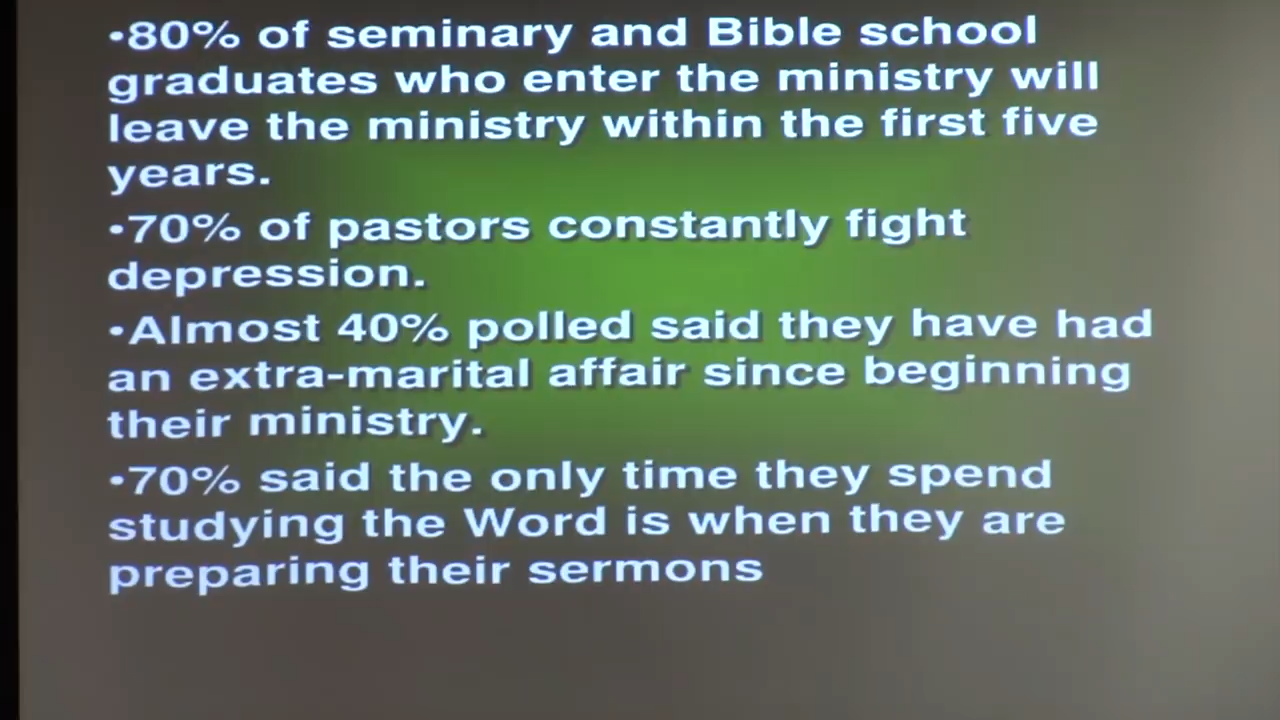 •80% of seminary and Bible school
graduates who enter the ministry will
leave the ministry within the first five
years.
•70% of pastors constantly fight
depression.
•Almost 40% polled said they have had
an extra-marital affair since beginning
their ministry.
•70% said the only time they spend
studying the Word is when they are
preparing their sermons